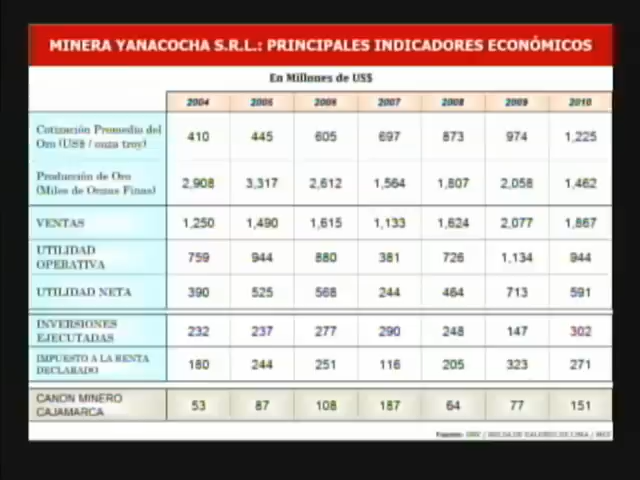 MINERA YANACOCHA S.R.L.: PRINCIPALES INDICADORES ECONÓMICOS
En Millones de US$
2004 2005 2006 2007 2008 2009 2010
Cotización Promedio del
Oro (US$ / onza troy) 410 445 605 697 873 974 1,225
Producción de Oro
(Miles de Onzas Finas) 2,908 3,317 2,612 1,564 1,807 2,058 1,462
VENTAS 1,250 1,490 1,615 1,133 1,624 2,077 1,867
UTILIDAD
OPERATIVA 759 944 880 381 726 1,134 944
UTILIDAD NETA 390 525 568 244 464 713 591
INVERSIONES
EJECUTADAS 232 237 277 290 248 147 302
IMPUESTO A LA RENTA
DECLARADO 180 244 251 116 205 323 271
CANON MINERO
CAJAMARCA 53 87 108 187 64 77 151